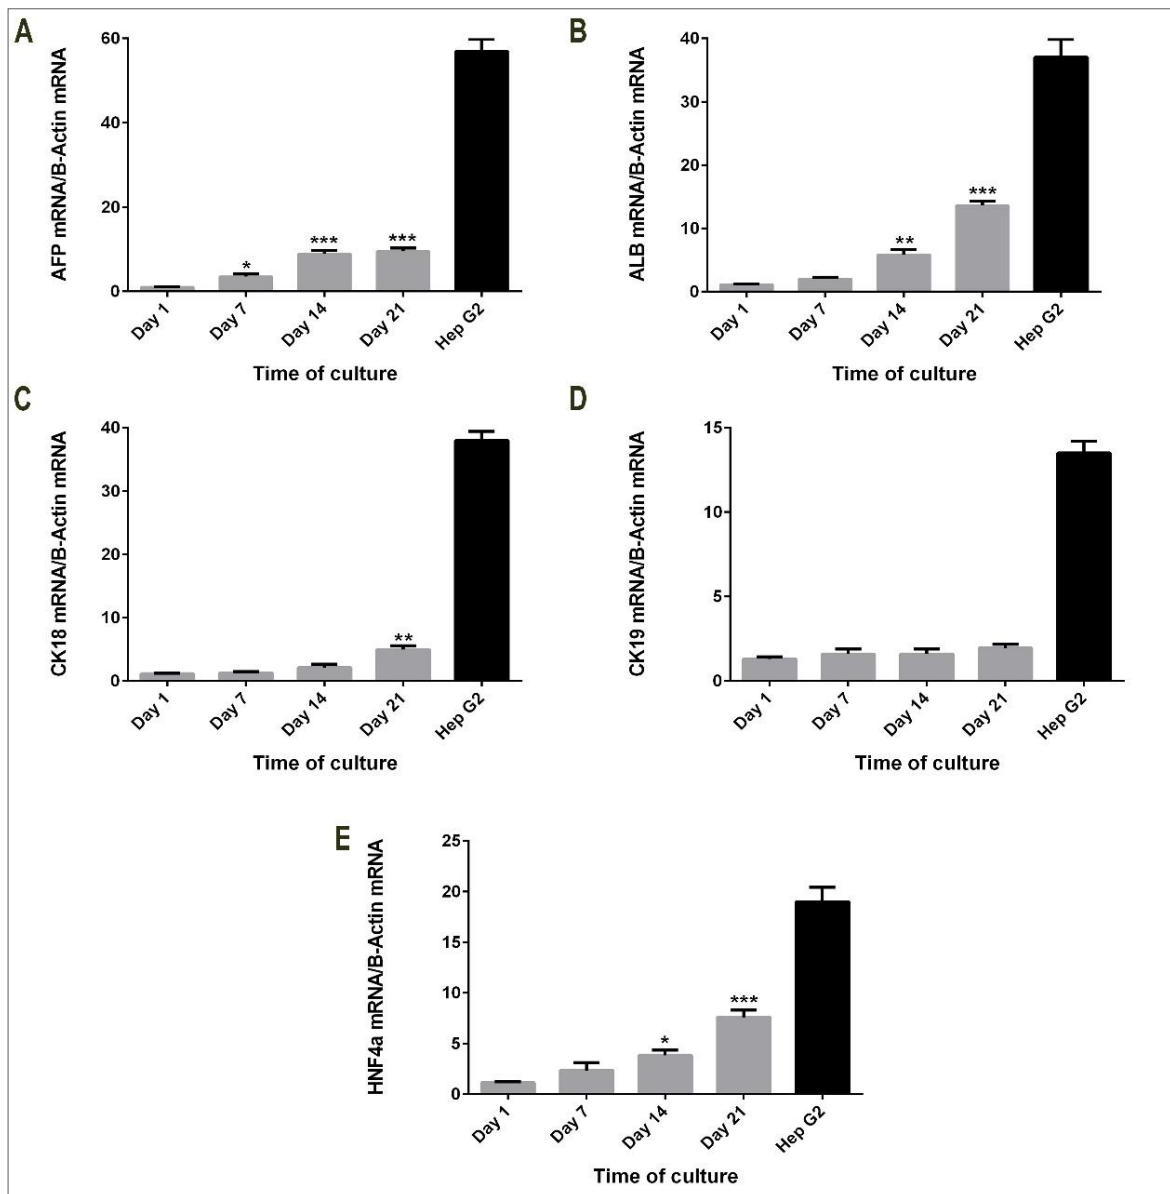 A
AFP mRNA/B-Actin mRNA
60
40
20
0
*
***
***
Day 1
Day 7
Day 14
Day 21
Hep G2
Time of culture
B
ALB mRNA/B-Actin mRNA
40
30
20
10
0
**
***
Day 1
Day 7
Day 14
Day 21
Hep G2
Time of culture
C
CK18 mRNA/B-Actin mRNA
40
30
20
10
0
**
Day 1
Day 7
Day 14
Day 21
Hep G2
Time of culture
D
CK19 mRNA/B-Actin mRNA
15
10
5
0
Day 1
Day 7
Day 14
Day 21
Hep G2
Time of culture
E
HNF4a mRNA/B-Actin mRNA
25
20
15
10
5
0
*
***
Day 1
Day 7
Day 14
Day 21
Hep G2
Time of culture